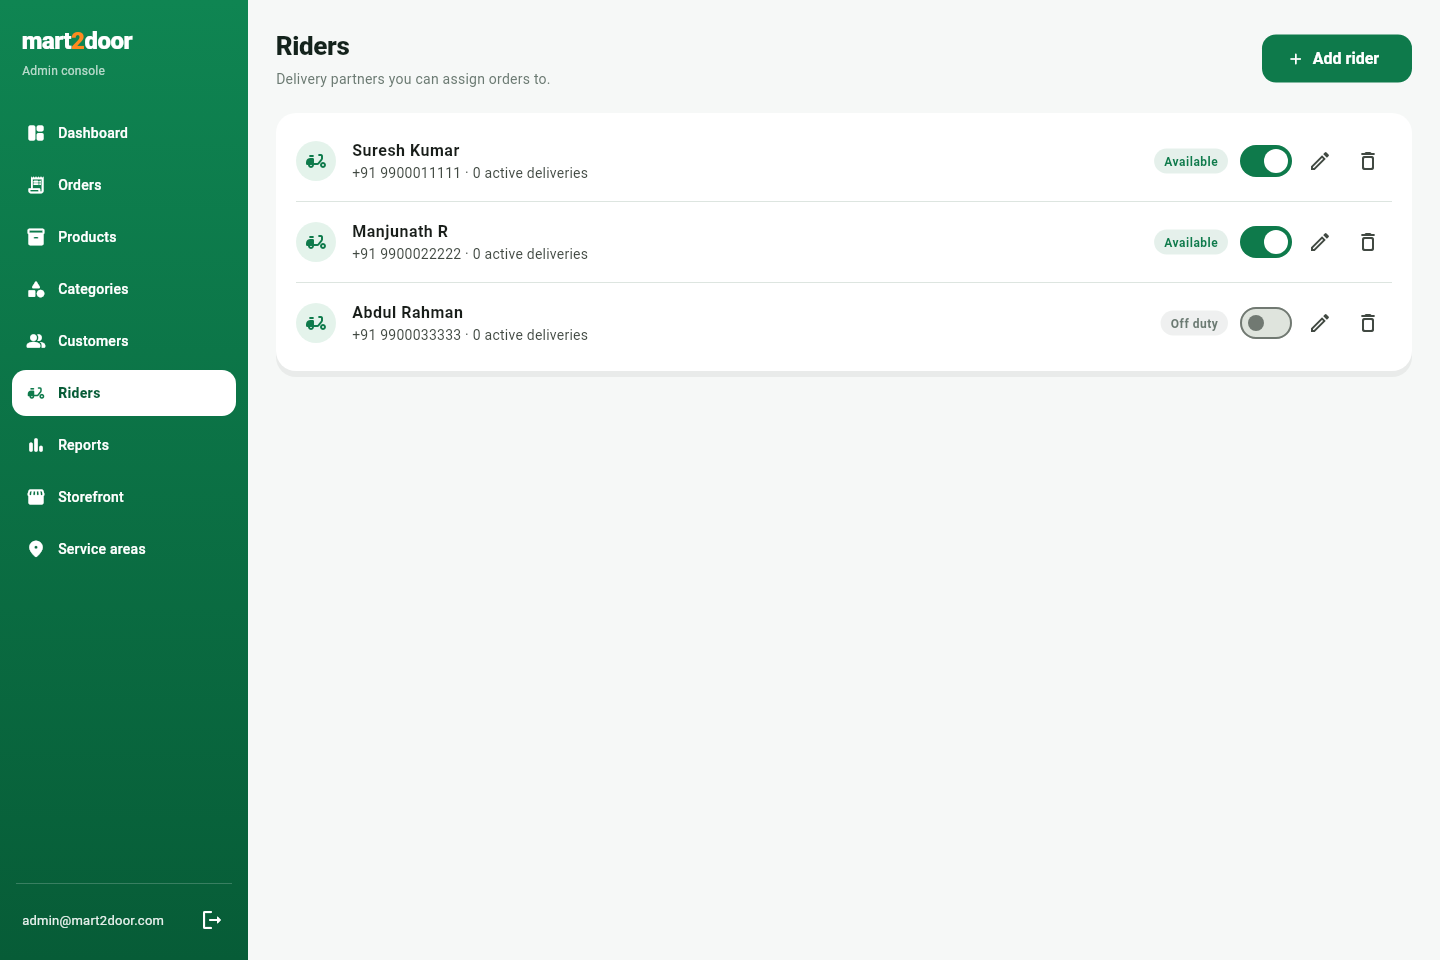 mart2door
Admin console
Dashboard
Orders
Products
Categories
Customers
Riders
Reports
Storefront
Service areas
admin@mart2door.com
Riders
Delivery partners you can assign orders to.
+ Add rider
Suresh Kumar
+91 9900011111 · 0 active deliveries
Available
Manjunath R
+91 9900022222 · 0 active deliveries
Available
Abdul Rahman
+91 9900033333 · 0 active deliveries
Off duty